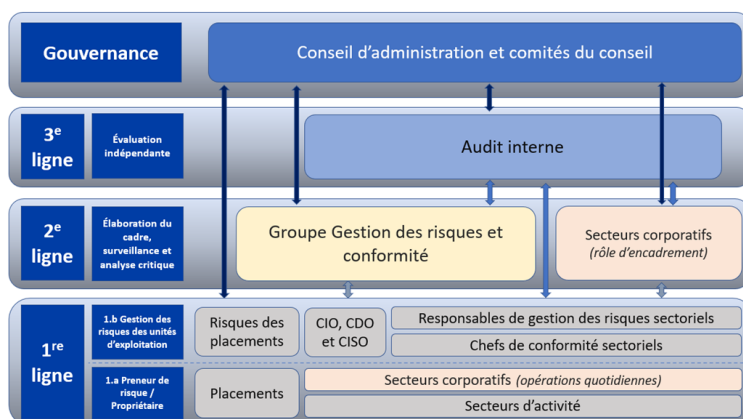 Gouvernance
Conseil d'administration et comités du conseil
3e
ligne
Évaluation
indépendante
Audit interne
2e
ligne
Élaboration du
cadre,
surveillance et
analyse critique
Groupe Gestion des risques et
conformité
Secteurs corporatifs
(rôle d'encadrement)
1re
ligne
1.b Gestion des
risques des unités
d'exploitation
Risques des
placements
CIO, CDO
et CISO
Responsables de gestion des risques sectoriels
Chefs de conformité sectoriels
1.a Preneur de
risque /
Propriétaire
Placements
Secteurs corporatifs (opérations quotidiennes)
Secteurs d'activité